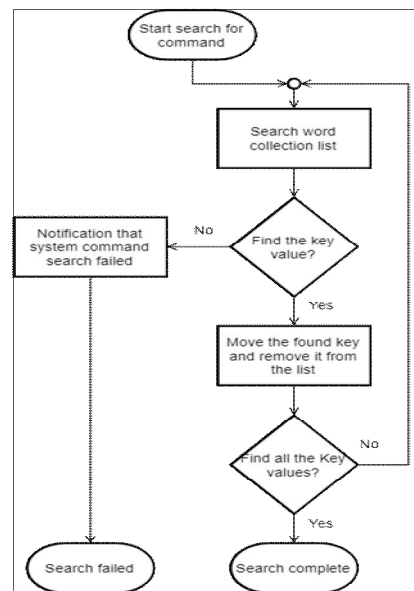 Start search for
command
Search word
collection list
Find the key
value?
No
Notification that
system command
search failed
Yes
Move the found key
and remove it from
the list
Find all the Key
values?
No
Yes
Search failed
Search complete